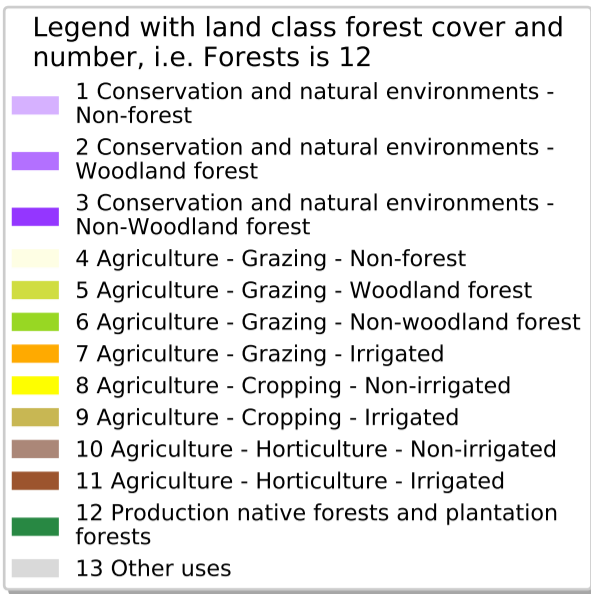 Legend with land class forest cover and
number, i.e. Forests is 12
1 Conservation and natural environments -
Non-forest
2 Conservation and natural environments -
Woodland forest
3 Conservation and natural environments -
Non-Woodland forest
4 Agriculture - Grazing - Non-forest
5 Agriculture - Grazing - Woodland forest
6 Agriculture - Grazing - Non-woodland forest
7 Agriculture - Grazing - Irrigated
8 Agriculture - Cropping - Non-irrigated
9 Agriculture - Cropping - Irrigated
10 Agriculture - Horticulture - Non-irrigated
11 Agriculture - Horticulture - Irrigated
12 Production native forests and plantation
forests
13 Other uses